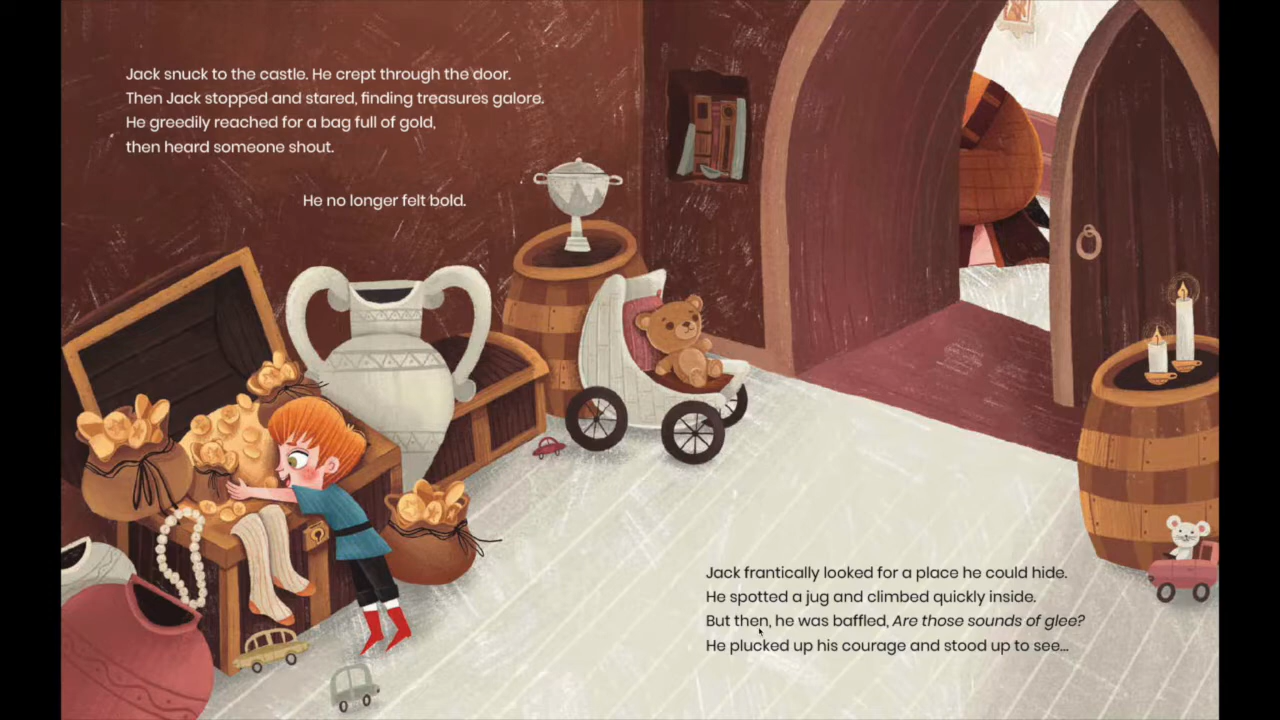 Jack snuck to the castle. He crept through the door.
Then Jack stopped and stared, finding treasures galore.
He greedily reached for a bag full of gold,
then heard someone shout.
He no longer felt bold.
Jack frantically looked for a place he could hide.
He spotted a jug and climbed quickly inside.
But then, he was baffled, Are those sounds of glee?
He plucked up his courage and stood up to see...